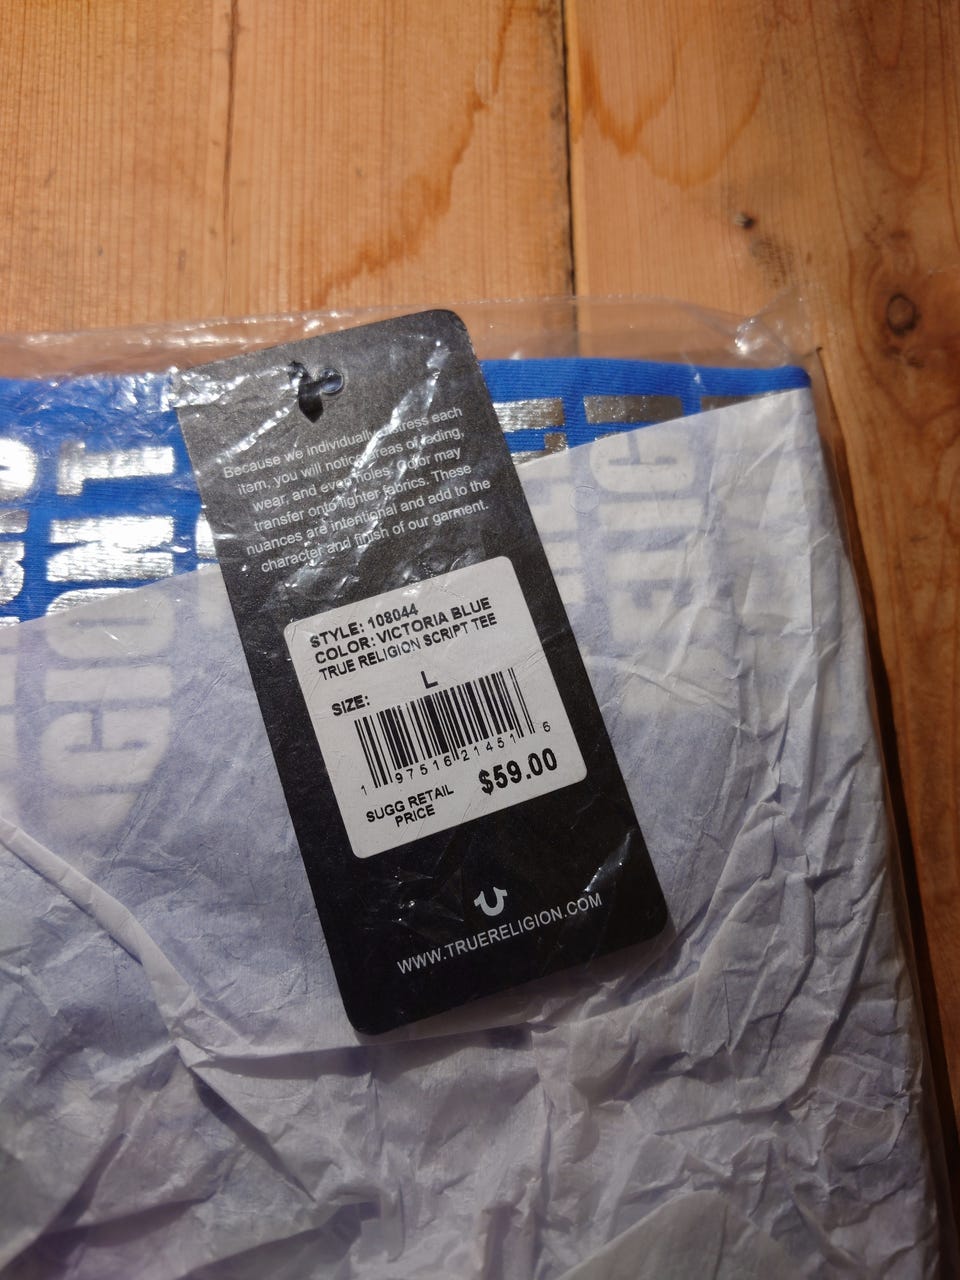 Because we individually distress each
item, you will notice areas of fading,
wear, and even holes. Color may
transfer onto lighter fabrics. These
nuances are intentional and add to the
character and finish of our garment.
STYLE: 108044
COLOR: VICTORIA BLUE
TRUE RELIGION SCRIPT TEE
SIZE: L
1 97516 21451 6
SUGG RETAIL
PRICE
$59.00
WWW.TRUERELIGION.COM